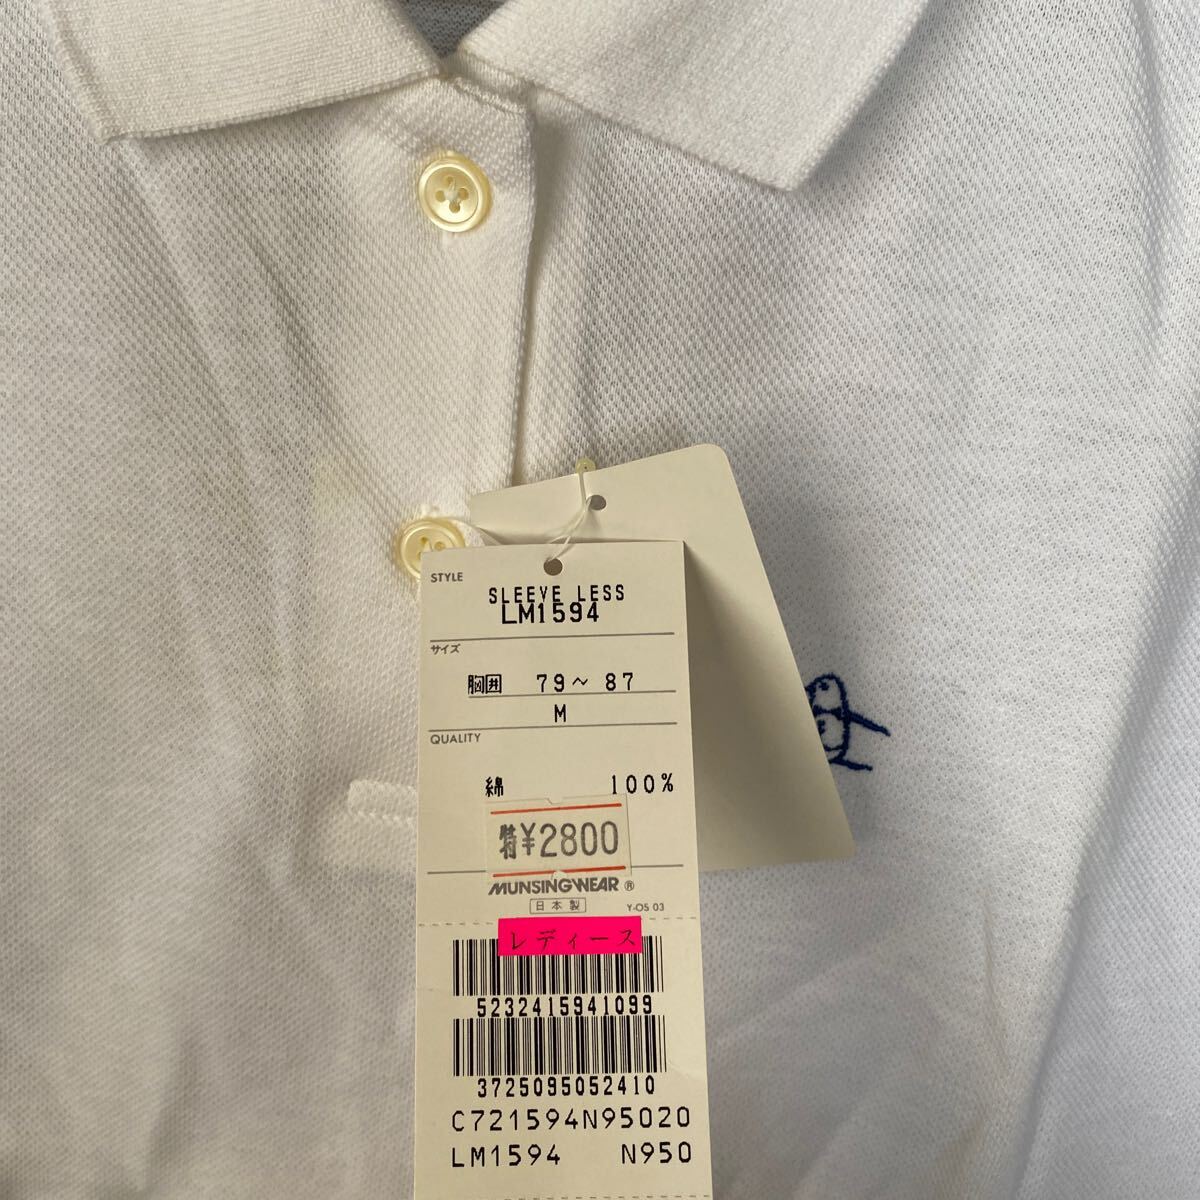 STYLE
SLEEVE LESS
LM1594
サイズ
胸囲 79～87
M
QUALITY
綿 100%
特¥2800
MUNSINGWEAR ®
日本製
Y-OS 03
レディース
5232415941099
3725095052410
C721594N95020
LM1594 N950